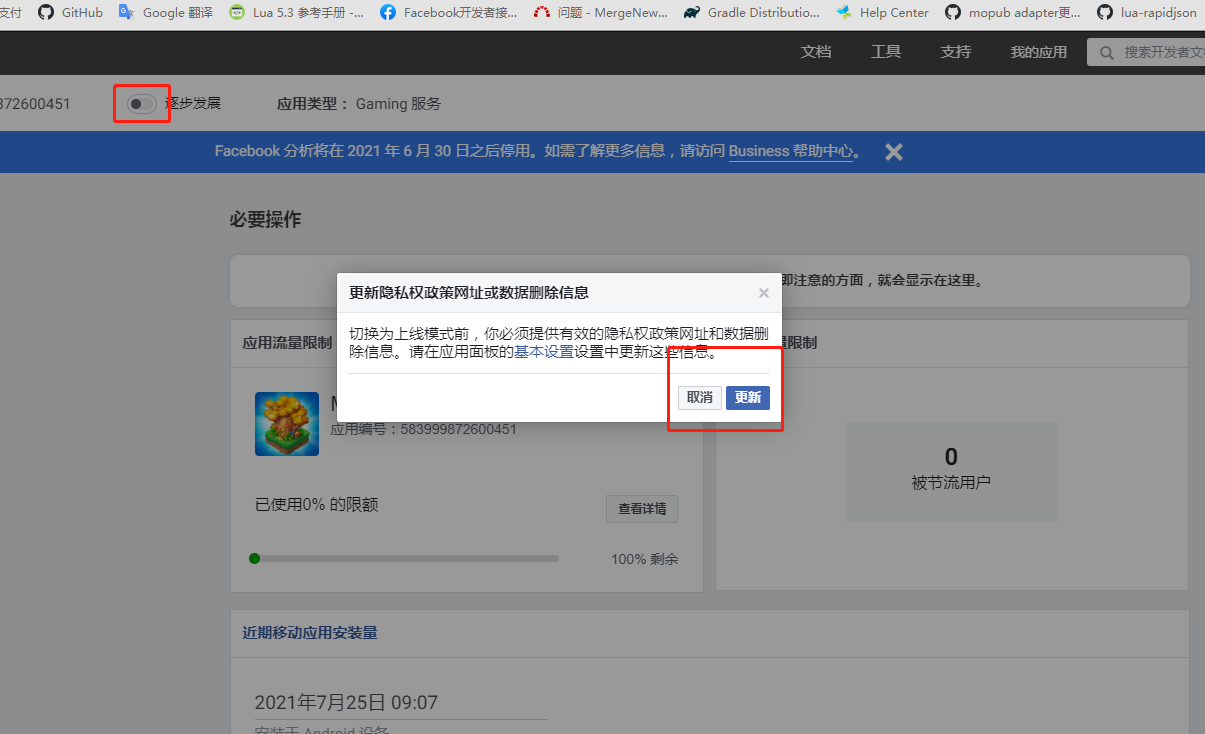 支付 GitHub Google 翻译 Lua 5.3 参考手册 -... Facebook开发者接... 问题 - MergeNew... Gradle Distributio... Help Center mopub adapter更... lua-rapidjson
文档 工具 支持 我的应用 搜索开发者文
372600451 逐步发展 应用类型： Gaming 服务
Facebook 分析将在 2021 年 6 月 30 日之后停用。如需了解更多信息，请访问 Business 帮助中心。
必要操作
即注意的方面，就会显示在这里。
更新隐私权政策网址或数据删除信息
切换为上线模式前，你必须提供有效的隐私权政策网址和数据删
除信息。请在应用面板的基本设置设置中更新这些信息。
取消 更新
应用流量限制
限制
应用编号：583999872600451
已使用0% 的限额
查看详情
100% 剩余
0
被节流用户
近期移动应用安装量
2021年7月25日 09:07
安装于 Android 设备